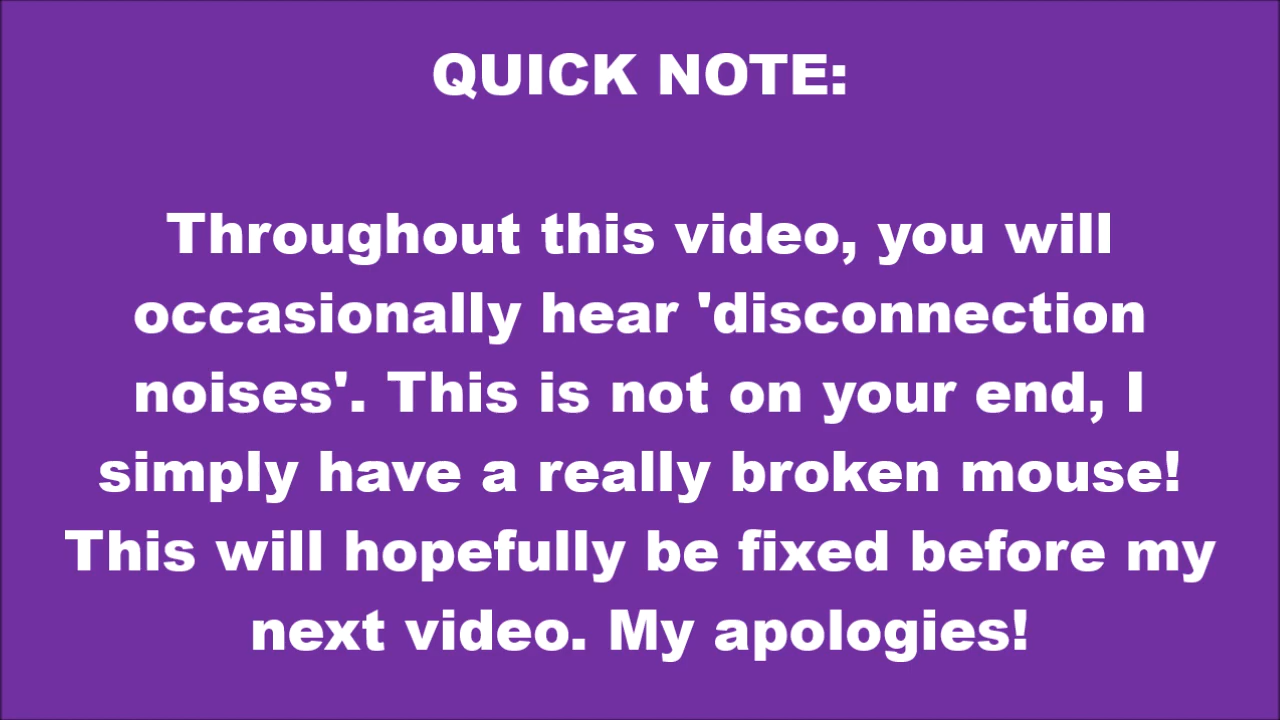 QUICK NOTE:
Throughout this video, you will
occasionally hear 'disconnection
noises'. This is not on your end, I
simply have a really broken mouse!
This will hopefully be fixed before my
next video. My apologies!